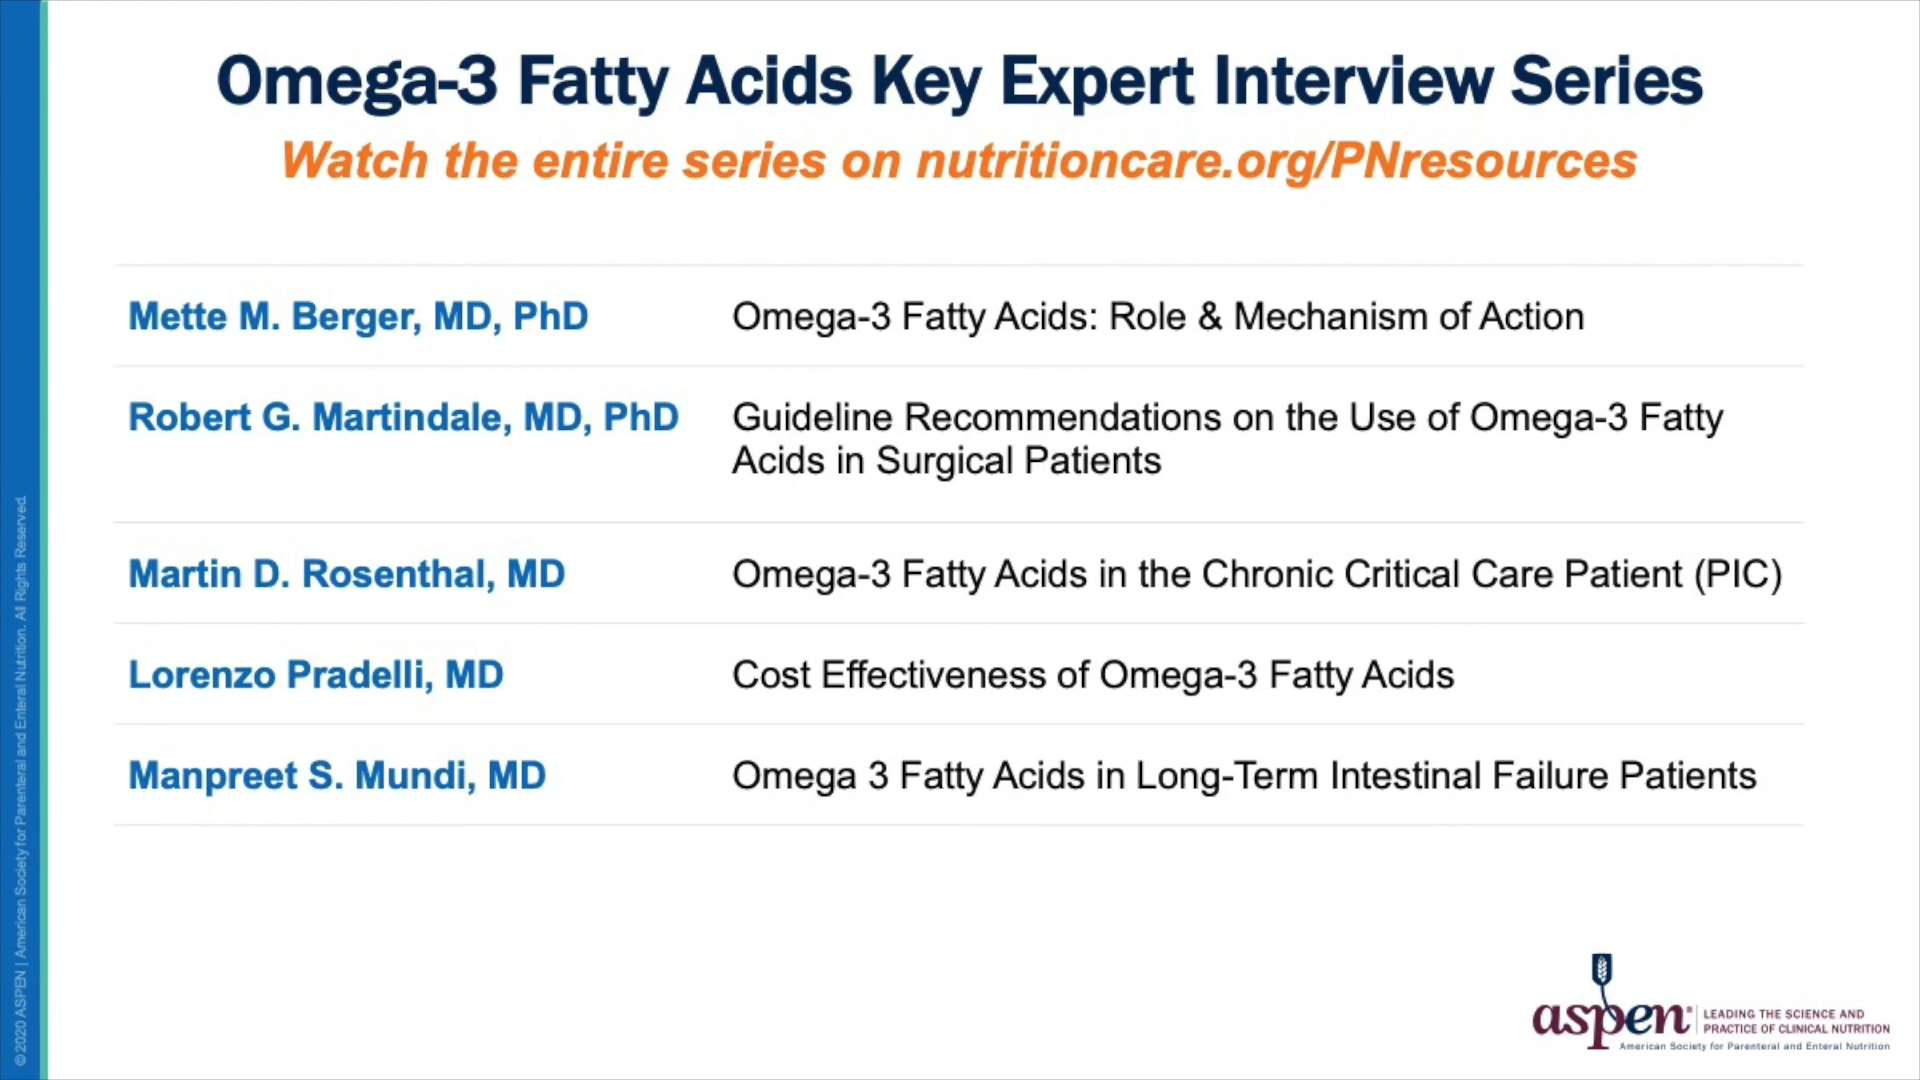 Omega-3 Fatty Acids Key Expert Interview Series
Watch the entire series on nutritioncare.org/PNresources
Mette M. Berger, MD, PhD
Omega-3 Fatty Acids: Role & Mechanism of Action
Robert G. Martindale, MD, PhD
Guideline Recommendations on the Use of Omega-3 Fatty
Acids in Surgical Patients
Martin D. Rosenthal, MD
Omega-3 Fatty Acids in the Chronic Critical Care Patient (PIC)
Lorenzo Pradelli, MD
Cost Effectiveness of Omega-3 Fatty Acids
Manpreet S. Mundi, MD
Omega 3 Fatty Acids in Long-Term Intestinal Failure Patients
©2020 ASPEN | American Society for Parenteral and Enteral Nutrition. All Rights Reserved.
aspen®
LEADING THE SCIENCE AND
PRACTICE OF CLINICAL NUTRITION
American Society for Parenteral and Enteral Nutrition